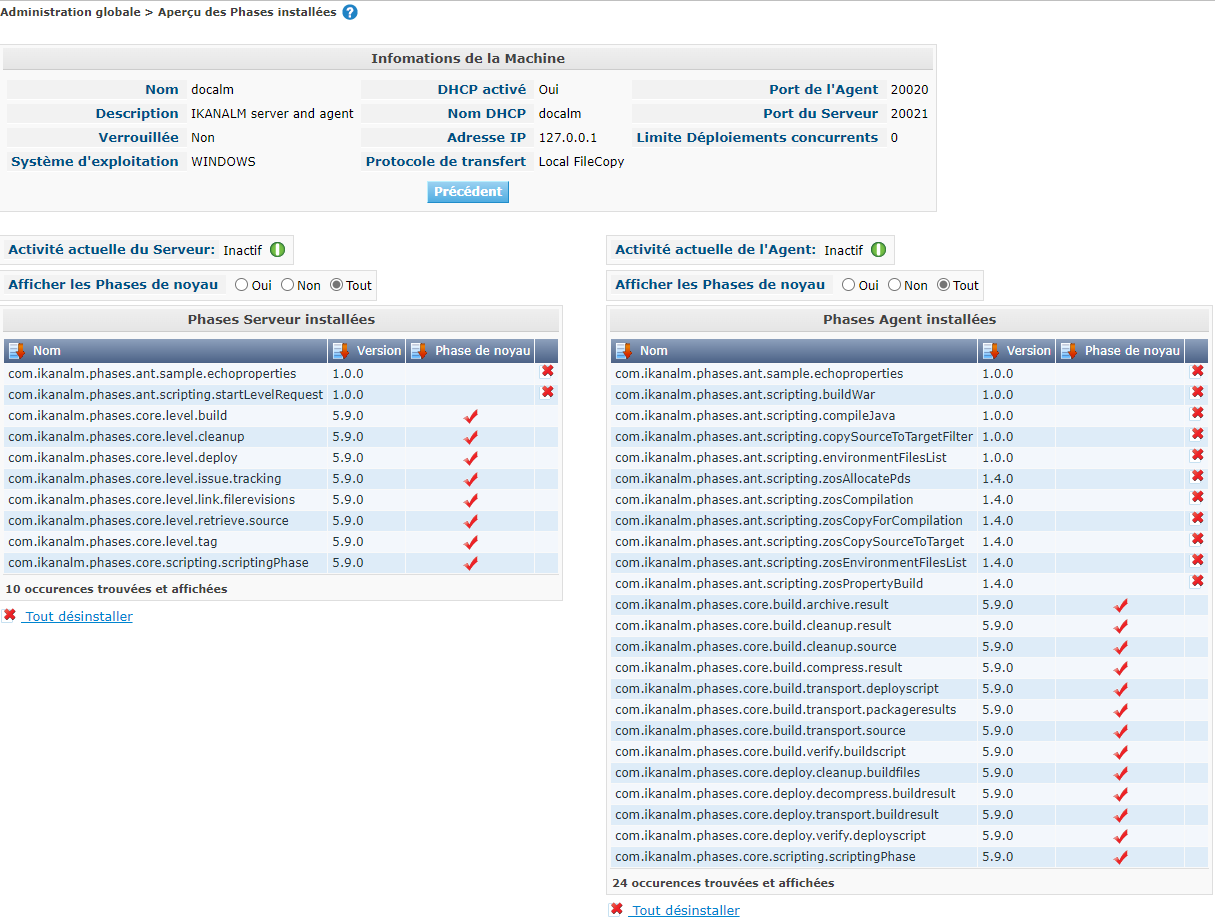 Administration globale > Aperçu des Phases installées ?
Infomations de la Machine
Nom docalm DHCP activé Oui Port de l'Agent 20020
Description IKANALM server and agent Nom DHCP docalm Port du Serveur 20021
Verrouillée Non Adresse IP 127.0.0.1 Limite Déploiements concurrents 0
Système d'exploitation WINDOWS Protocole de transfert Local FileCopy
Précédent
Activité actuelle du Serveur: Inactif
Afficher les Phases de noyau Oui Non Tout
Phases Serveur installées
Nom Version Phase de noyau
com.ikanalm.phases.ant.sample.echoproperties 1.0.0
com.ikanalm.phases.ant.scripting.startLevelRequest 1.0.0
com.ikanalm.phases.core.level.build 5.9.0
com.ikanalm.phases.core.level.cleanup 5.9.0
com.ikanalm.phases.core.level.deploy 5.9.0
com.ikanalm.phases.core.level.issue.tracking 5.9.0
com.ikanalm.phases.core.level.link.filerevisions 5.9.0
com.ikanalm.phases.core.level.retrieve.source 5.9.0
com.ikanalm.phases.core.level.tag 5.9.0
com.ikanalm.phases.core.scripting.scriptingPhase 5.9.0
10 occurences trouvées et affichées
Tout désinstaller
Activité actuelle de l'Agent: Inactif
Afficher les Phases de noyau Oui Non Tout
Phases Agent installées
Nom Version Phase de noyau
com.ikanalm.phases.ant.sample.echoproperties 1.0.0
com.ikanalm.phases.ant.scripting.buildWar 1.0.0
com.ikanalm.phases.ant.scripting.compileJava 1.0.0
com.ikanalm.phases.ant.scripting.copySourceToTargetFilter 1.0.0
com.ikanalm.phases.ant.scripting.environmentFilesList 1.0.0
com.ikanalm.phases.ant.scripting.zosAllocatePds 1.4.0
com.ikanalm.phases.ant.scripting.zosCompilation 1.4.0
com.ikanalm.phases.ant.scripting.zosCopyForCompilation 1.4.0
com.ikanalm.phases.ant.scripting.zosCopySourceToTarget 1.4.0
com.ikanalm.phases.ant.scripting.zosEnvironmentFilesList 1.4.0
com.ikanalm.phases.ant.scripting.zosPropertyBuild 1.4.0
com.ikanalm.phases.core.build.archive.result 5.9.0
com.ikanalm.phases.core.build.cleanup.result 5.9.0
com.ikanalm.phases.core.build.cleanup.source 5.9.0
com.ikanalm.phases.core.build.compress.result 5.9.0
com.ikanalm.phases.core.build.transport.deployscript 5.9.0
com.ikanalm.phases.core.build.transport.packageresults 5.9.0
com.ikanalm.phases.core.build.transport.source 5.9.0
com.ikanalm.phases.core.build.verify.buildscript 5.9.0
com.ikanalm.phases.core.deploy.cleanup.buildfiles 5.9.0
com.ikanalm.phases.core.deploy.decompress.buildresult 5.9.0
com.ikanalm.phases.core.deploy.transport.buildresult 5.9.0
com.ikanalm.phases.core.deploy.verify.deployscript 5.9.0
com.ikanalm.phases.core.scripting.scriptingPhase 5.9.0
24 occurences trouvées et affichées
Tout désinstaller